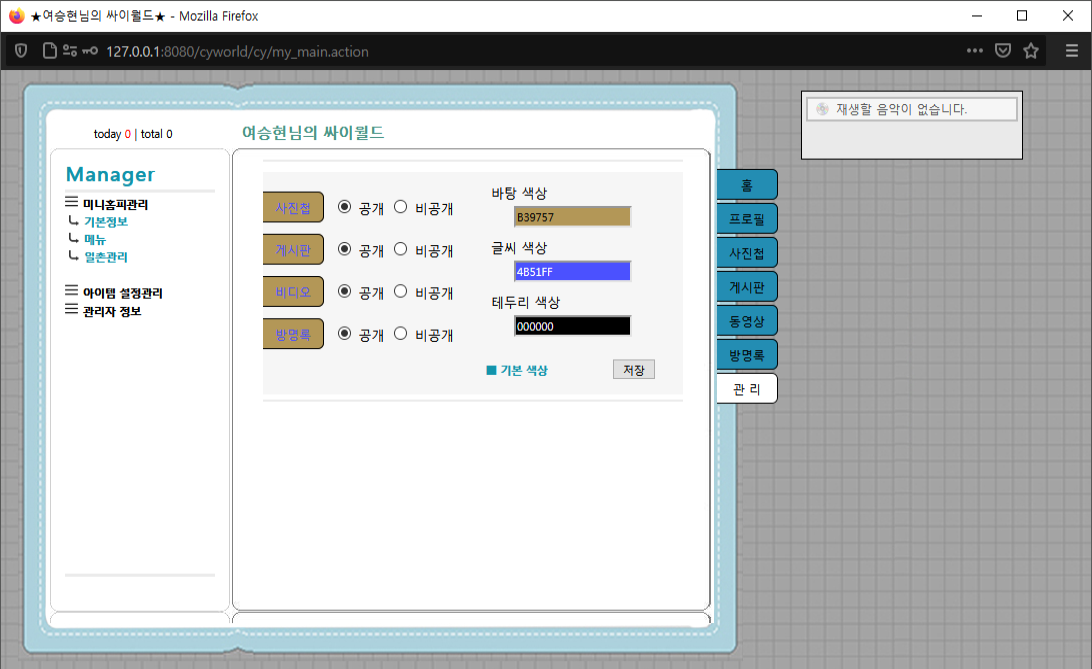 ★여승현님의 싸이월드★ - Mozilla Firefox
127.0.0.1:8080/cyworld/cy/my_main.action
today 0 | total 0
여승현님의 싸이월드
재생할 음악이 없습니다.
Manager
미니홈피관리
기본정보
메뉴
일촌관리
아이템 설정관리
관리자 정보
사진첩 공개 비공개
게시판 공개 비공개
비디오 공개 비공개
방명록 공개 비공개
바탕 색상
B39757
글씨 색상
4B51FF
테두리 색상
000000
기본 색상
저장
홈
프로필
사진첩
게시판
동영상
방명록
관 리